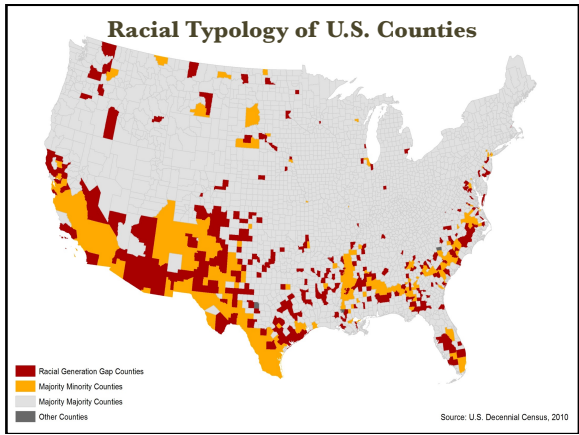 Racial Typology of U.S. Counties
Racial Generation Gap Counties
Majority Minority Counties
Majority Majority Counties
Other Counties
Source: U.S. Decennial Census, 2010